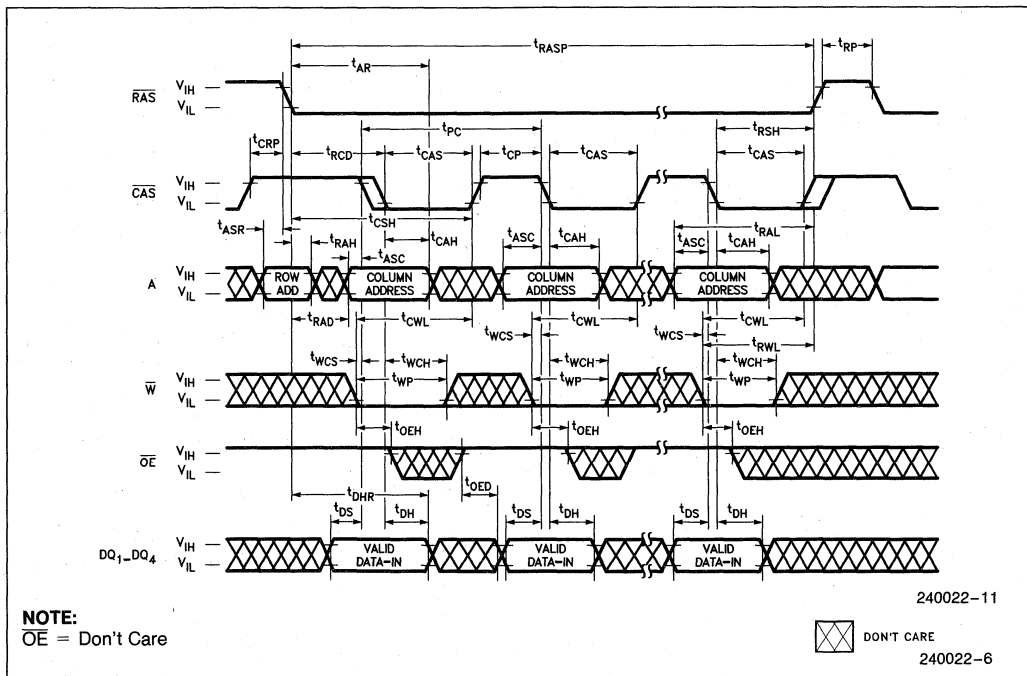 tRASP
tRP
tAR
RAS
VIH
VIL
tPC
tRSH
tCRP
tRCD
tCAS
tCP
tCAS
tCAS
CAS
VIH
VIL
tCSH
tRAL
tASR
tRAH
tCAH
tASC
tASC
tCAH
tASC
tCAH
A
VIH
VIL
ROW ADD
COLUMN ADDRESS
COLUMN ADDRESS
COLUMN ADDRESS
tRAD
tCWL
tCWL
tCWL
tWCS
tWCS
tRWL
tWCS
tWCH
tWCH
tWCH
tWP
tWP
tWP
W
VIH
VIL
tOEH
tOEH
tOEH
OE
VIH
VIL
tDHR
tOED
tDS
tDH
tDS
tDH
tDS
tDH
DQ1–DQ4
VIH
VIL
VALID DATA-IN
VALID DATA-IN
VALID DATA-IN
240022-11
NOTE:
OE = Don't Care
DON'T CARE
240022-6